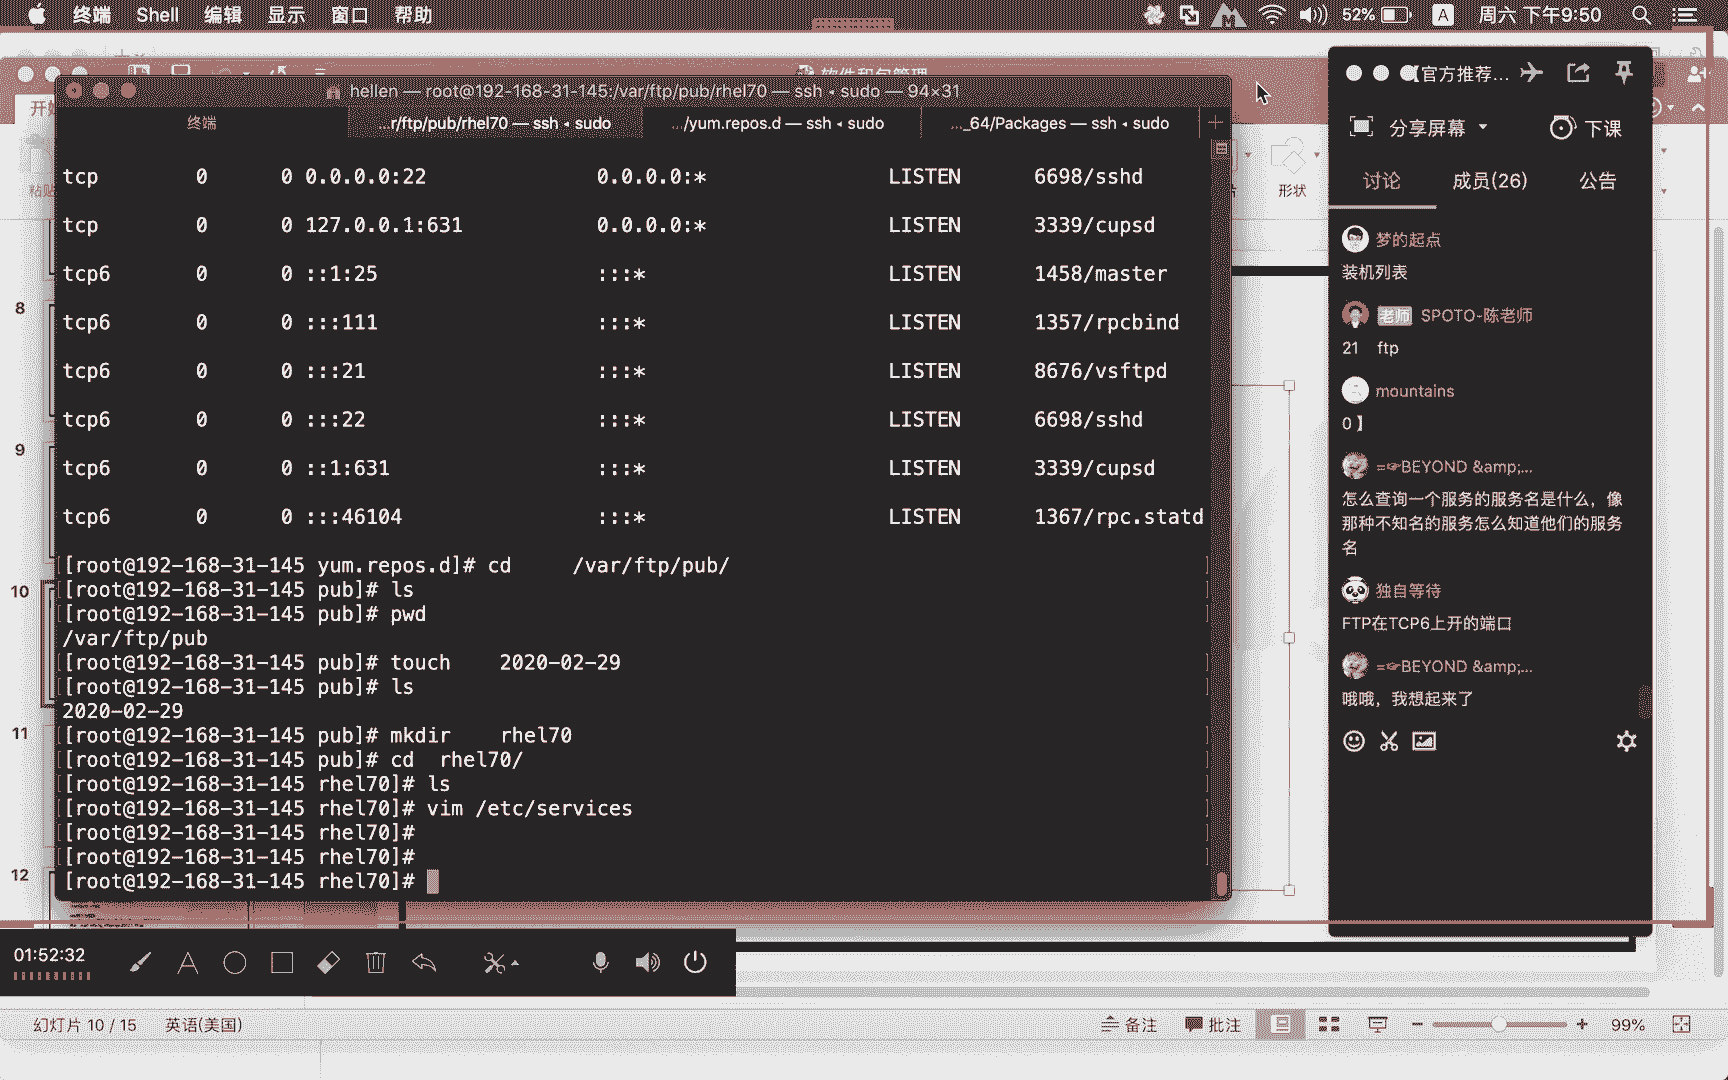 终端 Shell 编辑 显示 窗口 帮助 52% A 周六 下午9:50
软件和包管理
hellen — root@192-168-31-145:/var/ftp/pub/rhel70 — ssh ◂ sudo — 94×31
终端 ...r/ftp/pub/rhel70 — ssh ◂ sudo .../yum.repos.d — ssh ◂ sudo ..._64/Packages — ssh ◂ sudo
tcp 0 0 0.0.0.0:22 0.0.0.0:* LISTEN 6698/sshd
tcp 0 0 127.0.0.1:631 0.0.0.0:* LISTEN 3339/cupsd
tcp6 0 0 ::1:25 :::* LISTEN 1458/master
tcp6 0 0 :::111 :::* LISTEN 1357/rpcbind
tcp6 0 0 :::21 :::* LISTEN 8676/vsftpd
tcp6 0 0 :::22 :::* LISTEN 6698/sshd
tcp6 0 0 ::1:631 :::* LISTEN 3339/cupsd
tcp6 0 0 :::46104 :::* LISTEN 1367/rpc.statd
[[root@192-168-31-145 yum.repos.d]# cd /var/ftp/pub/ ]
[[root@192-168-31-145 pub]# ls ]
[[root@192-168-31-145 pub]# pwd ]
/var/ftp/pub
[[root@192-168-31-145 pub]# touch 2020-02-29 ]
[[root@192-168-31-145 pub]# ls ]
2020-02-29
[[root@192-168-31-145 pub]# mkdir rhel70 ]
[[root@192-168-31-145 pub]# cd rhel70/ ]
[[root@192-168-31-145 rhel70]# ls ]
[[root@192-168-31-145 rhel70]# vim /etc/services ]
[[root@192-168-31-145 rhel70]# ]
[[root@192-168-31-145 rhel70]# ]
[root@192-168-31-145 rhel70]#
8
9
10
11
12
粘贴
形状
官方推荐...
分享屏幕 下课
讨论 成员(26) 公告
梦的起点
装机列表
老师 SPOTO-陈老师
21 ftp
mountains
0 】
=☞BEYOND &amp;...
怎么查询一个服务的服务名是什么，像
那种不知名的服务怎么知道他们的服务
名
独自等待
FTP在TCP6上开的端口
=☞BEYOND &amp;...
哦哦，我想起来了
01:52:32
幻灯片 10 / 15 英语(美国) 备注 批注 99%